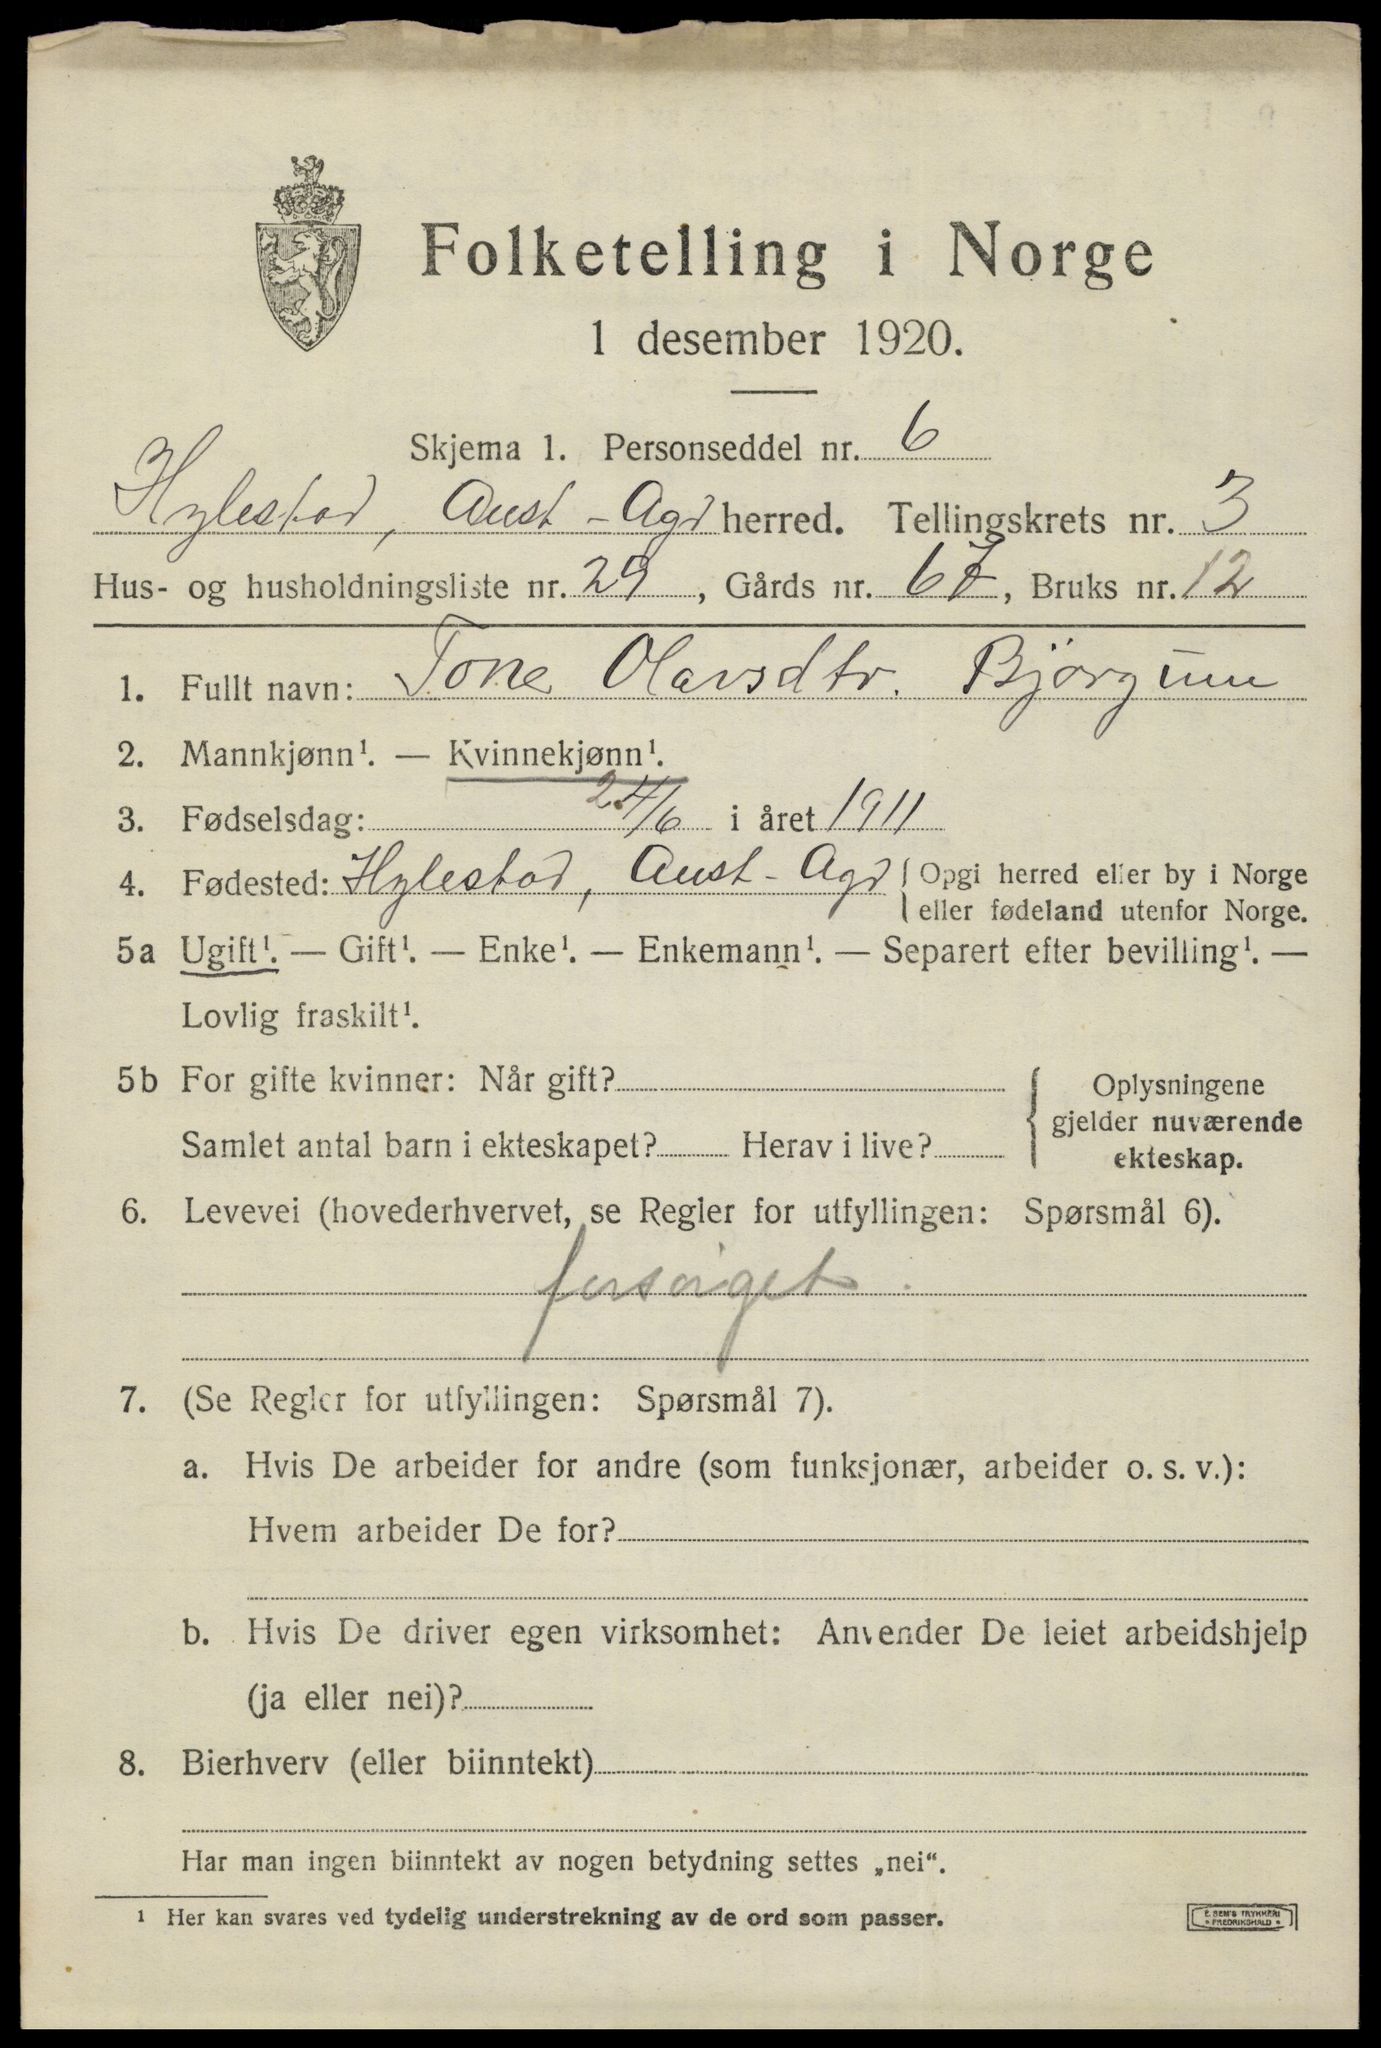 Folketelling i Norge
1 desember 1920.
Skjema 1. Personseddel nr. 6
Hylestad, Aust-Agd herred. Tellingskrets nr. 3
Hus- og husholdningsliste nr. 29, Gårds nr. 67, Bruks nr. 12
1. Fullt navn: Tone Olavsdtr. Bjørgum
2. Mannkjønn¹. — Kvinnekjønn¹.
3. Fødselsdag: 24/6 i året 1911
4. Fødested: Hylestad, Aust-Agd { Opgi herred eller by i Norge
eller fødeland utenfor Norge.
5a Ugift¹. — Gift¹. — Enke¹. — Enkemann¹. — Separert efter bevilling¹. —
Lovlig fraskilt¹.
5b For gifte kvinner: Når gift?
Samlet antal barn i ekteskapet? Herav i live?
Oplysningene
gjelder nuværende
ekteskap.
6. Levevei (hovederhvervet, se Regler for utfyllingen: Spørsmål 6).
forsørget.
7. (Se Regler for utfyllingen: Spørsmål 7).
a. Hvis De arbeider for andre (som funksjonær, arbeider o. s. v.):
Hvem arbeider De for?
b. Hvis De driver egen virksomhet: Anvender De leiet arbeidshjelp
(ja eller nei)?
8. Bierhverv (eller biinntekt)
Har man ingen biinntekt av nogen betydning settes „nei“.
¹ Her kan svares ved tydelig understrekning av de ord som passer.
E. SEM'S TRYKKERI
• FREDRIKSHALD •